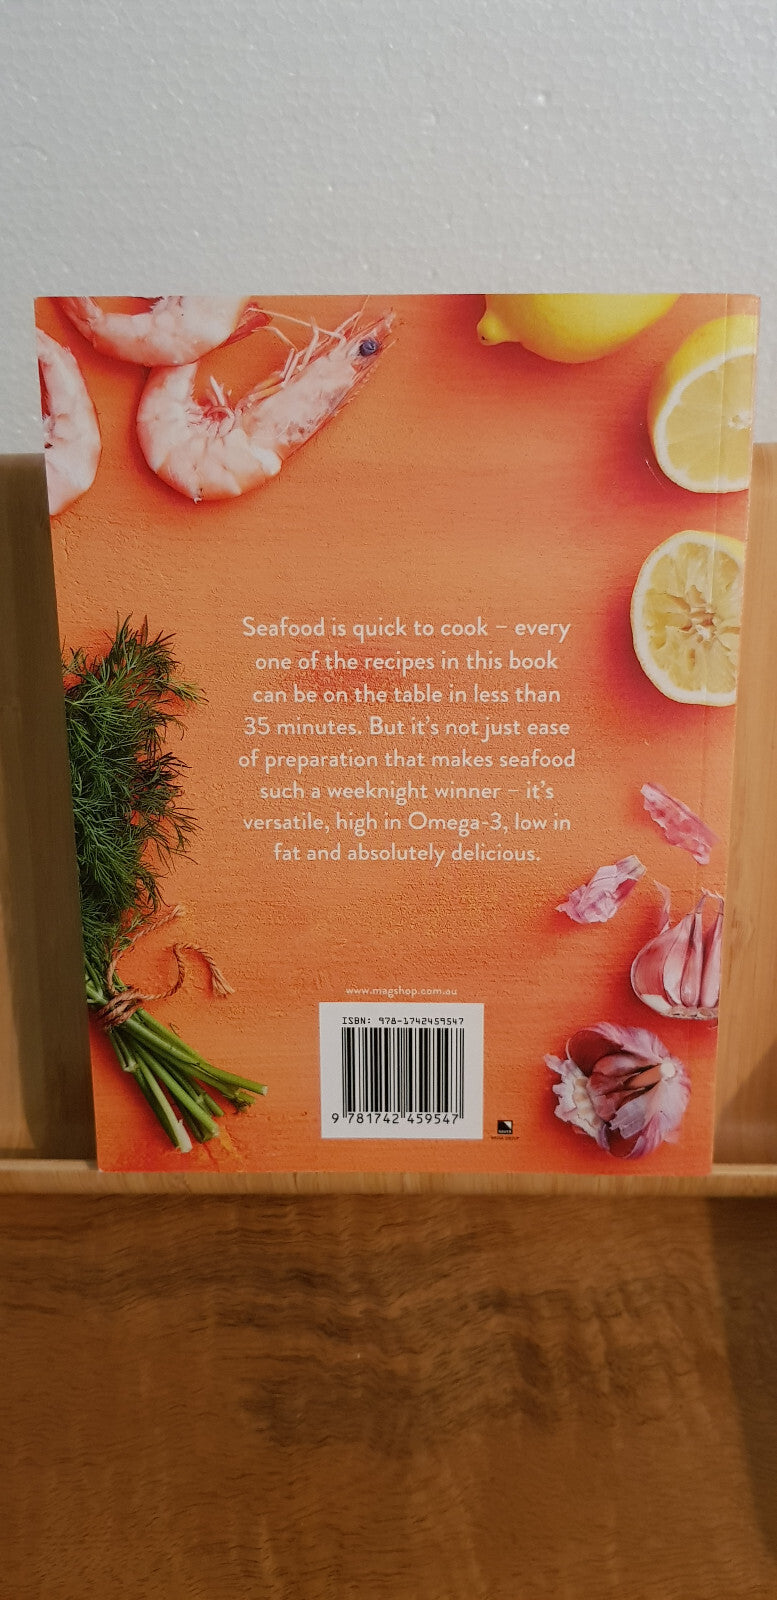 Seafood is quick to cook – every
one of the recipes in this book
can be on the table in less than
35 minutes. But it's not just ease
of preparation that makes seafood
such a weeknight winner – it's
versatile, high in Omega-3, low in
fat and absolutely delicious.
www.magshop.com.au
ISBN: 978-1742459547
9 781742 459547